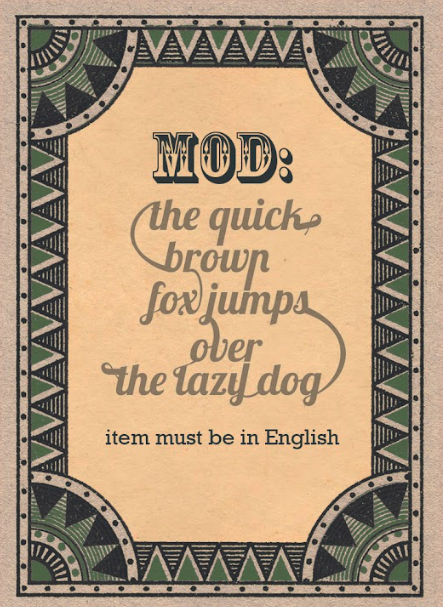 MOD:
the quick
brown
fox jumps
over
the lazy dog
item must be in English